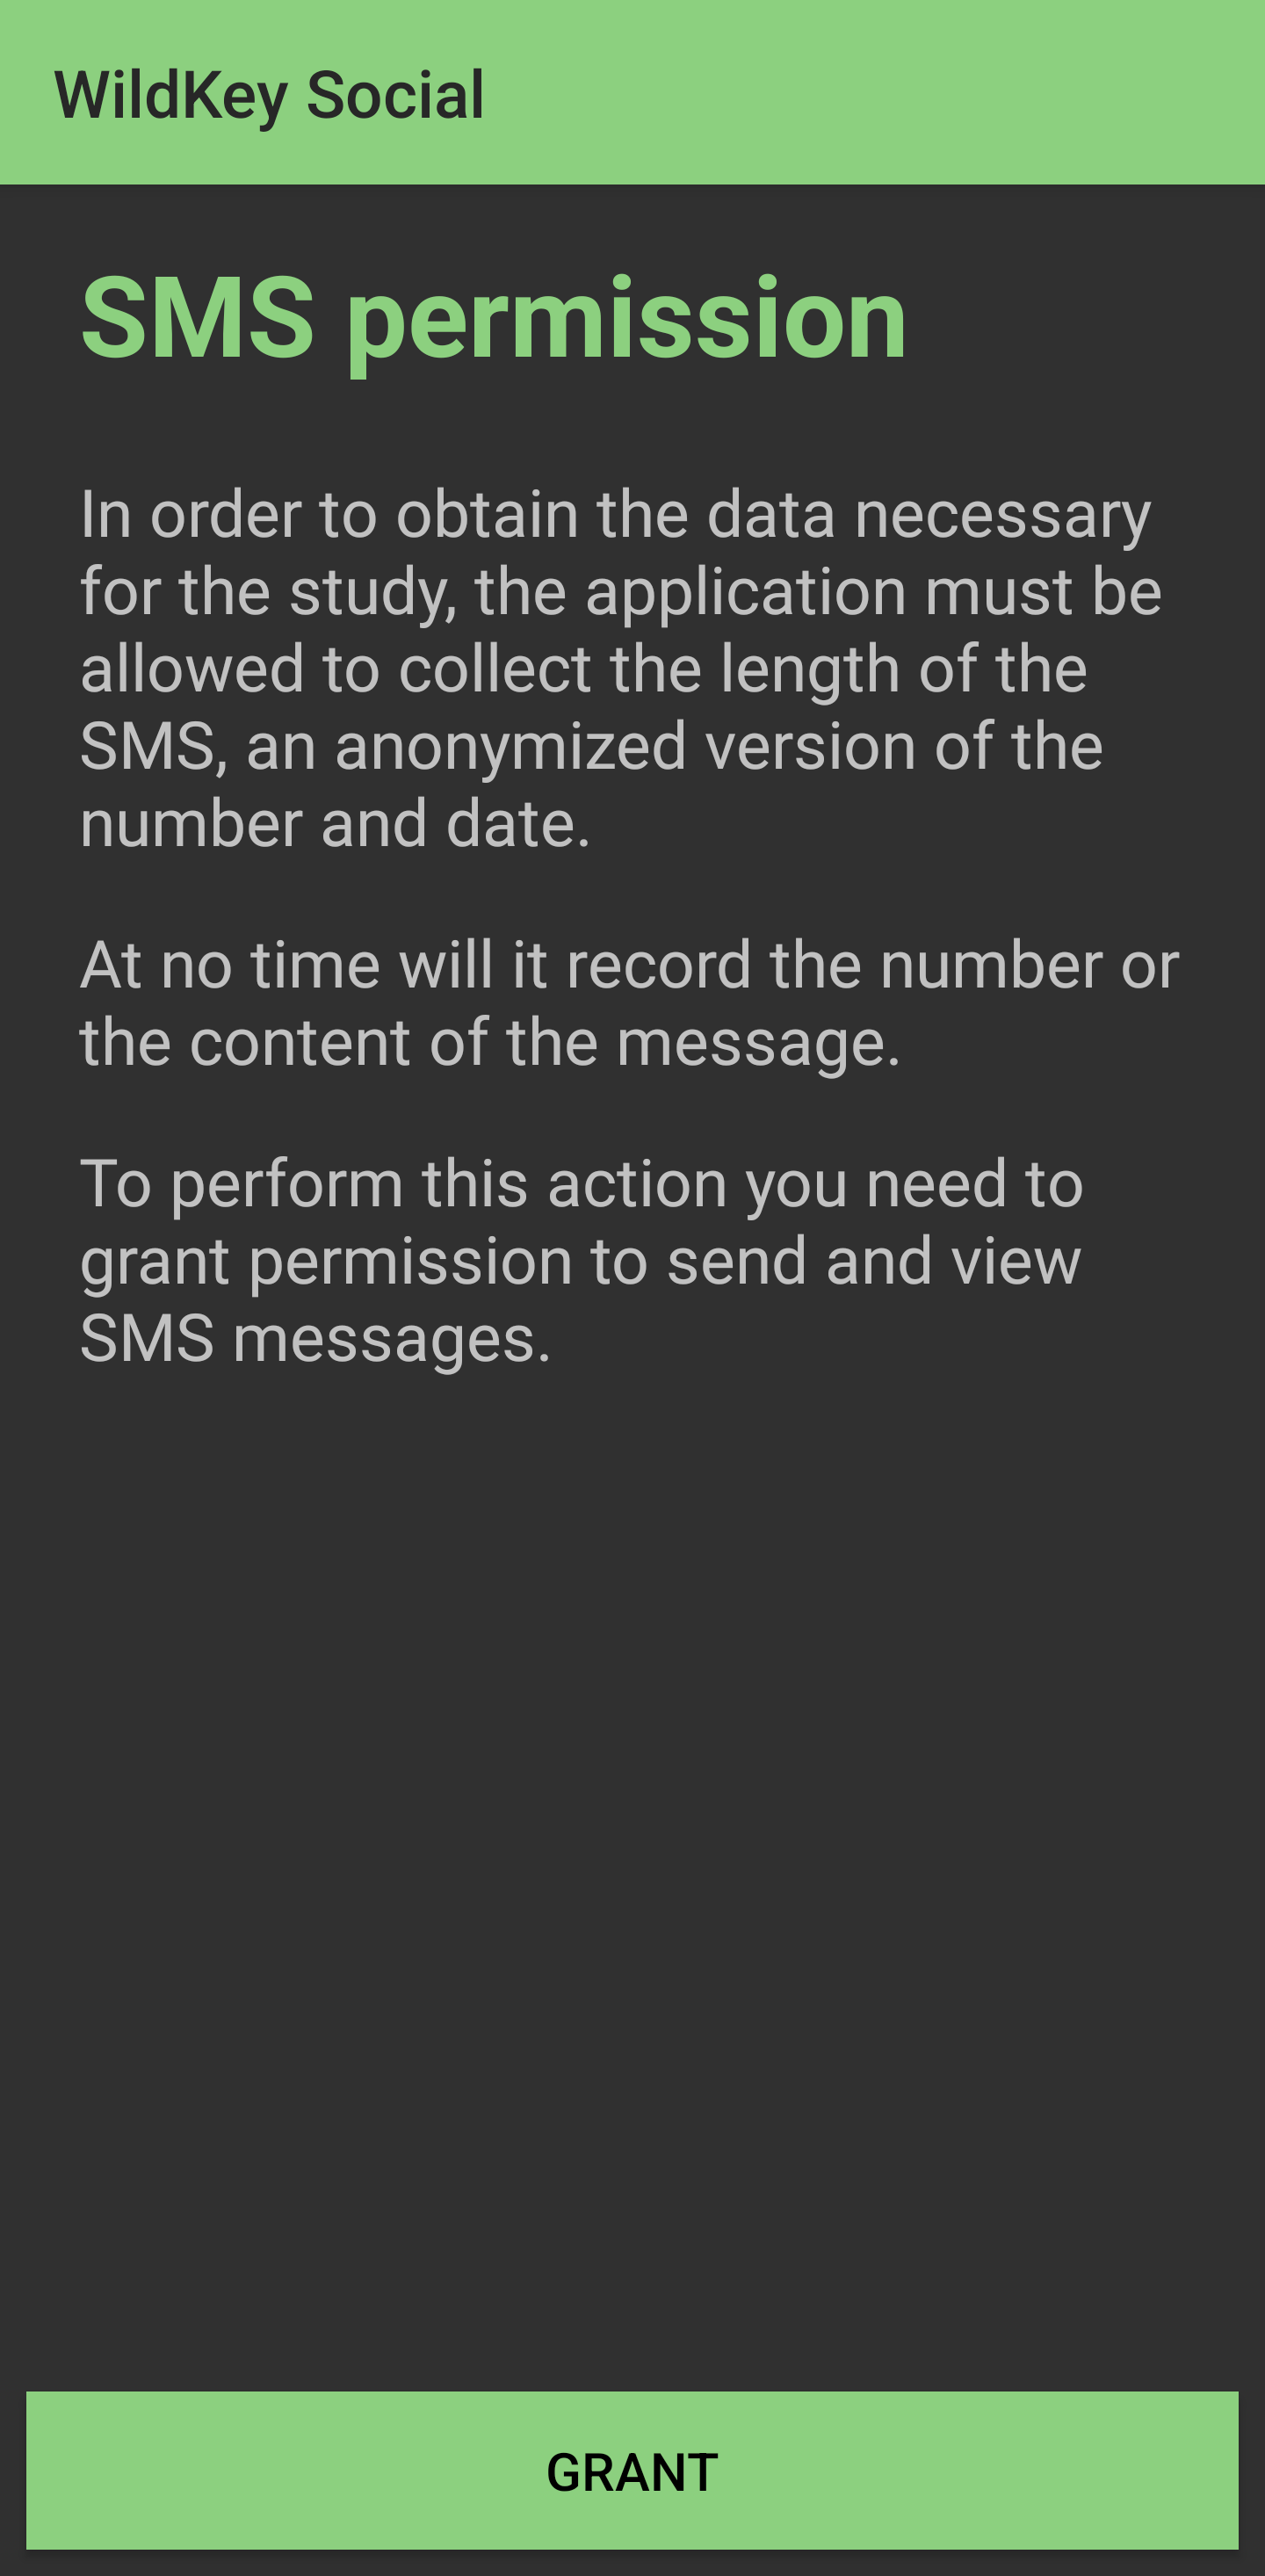 WildKey Social
SMS permission
In order to obtain the data necessary
for the study, the application must be
allowed to collect the length of the
SMS, an anonymized version of the
number and date.
At no time will it record the number or
the content of the message.
To perform this action you need to
grant permission to send and view
SMS messages.
GRANT